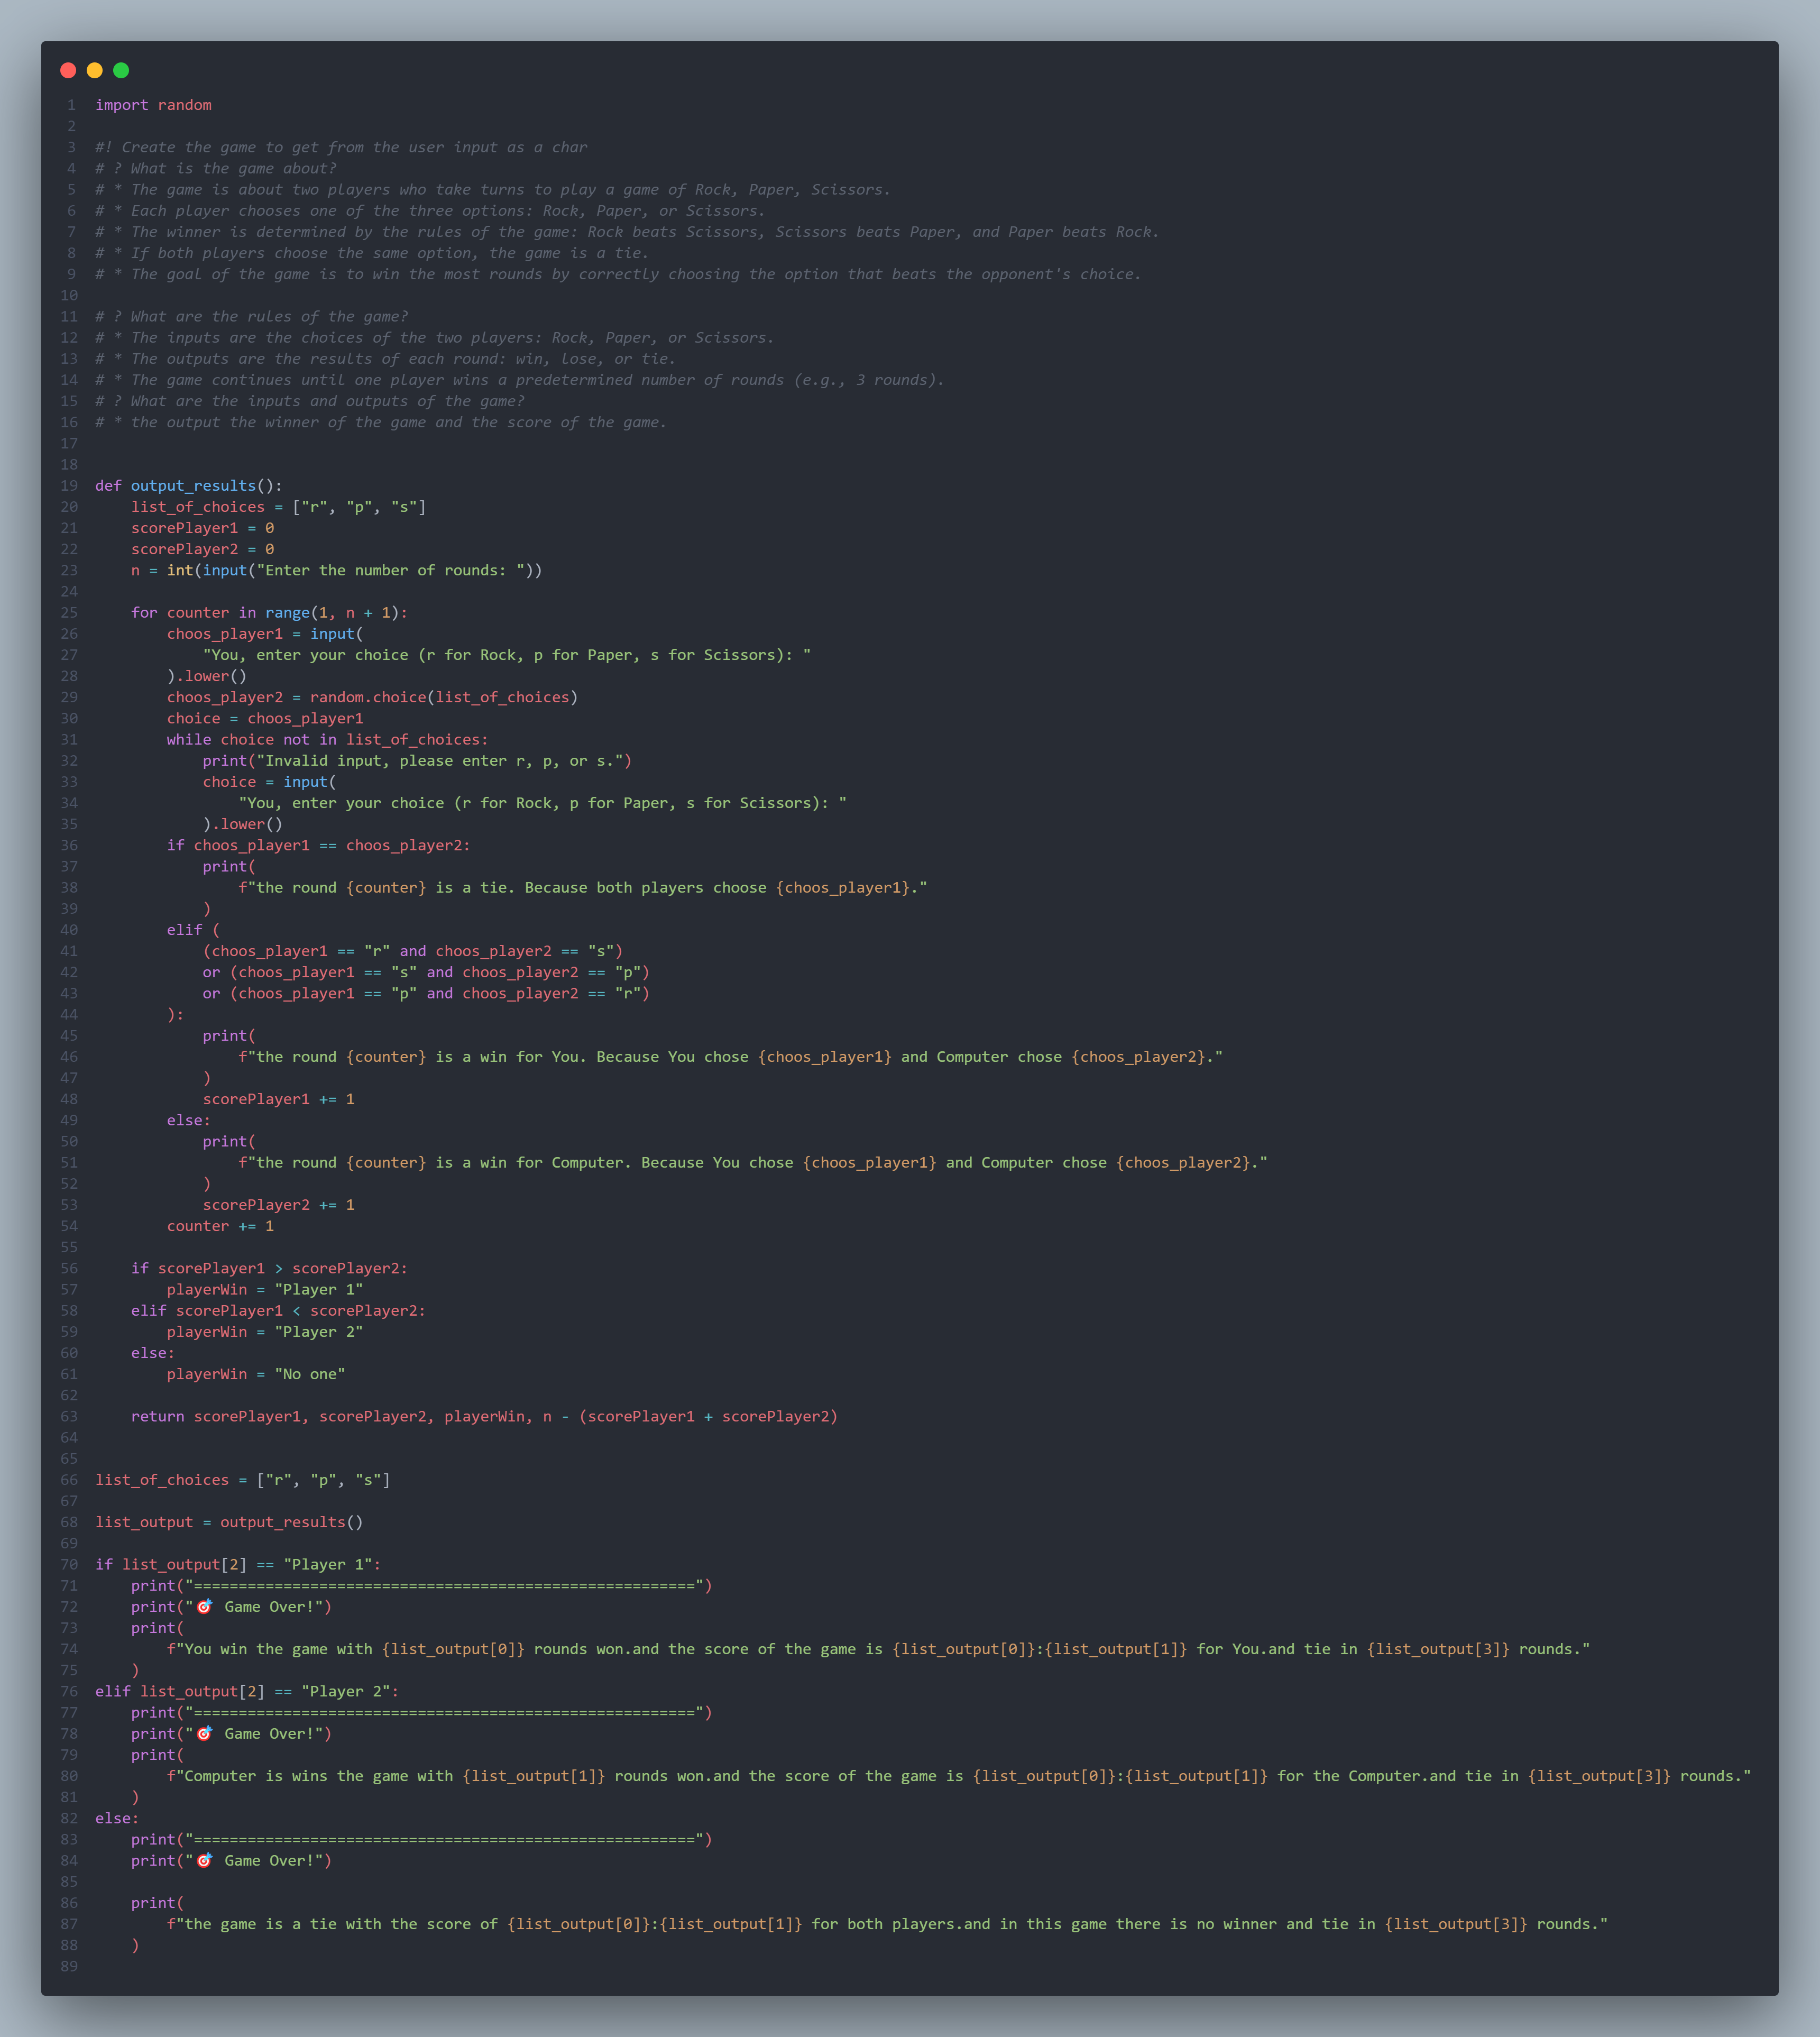 1 import random
2
3 #! Create the game to get from the user input as a char
4 # ? What is the game about?
5 # * The game is about two players who take turns to play a game of Rock, Paper, Scissors.
6 # * Each player chooses one of the three options: Rock, Paper, or Scissors.
7 # * The winner is determined by the rules of the game: Rock beats Scissors, Scissors beats Paper, and Paper beats Rock.
8 # * If both players choose the same option, the game is a tie.
9 # * The goal of the game is to win the most rounds by correctly choosing the option that beats the opponent's choice.
10
11 # ? What are the rules of the game?
12 # * The inputs are the choices of the two players: Rock, Paper, or Scissors.
13 # * The outputs are the results of each round: win, lose, or tie.
14 # * The game continues until one player wins a predetermined number of rounds (e.g., 3 rounds).
15 # ? What are the inputs and outputs of the game?
16 # * the output the winner of the game and the score of the game.
17
18
19 def output_results():
20     list_of_choices = ["r", "p", "s"]
21     scorePlayer1 = 0
22     scorePlayer2 = 0
23     n = int(input("Enter the number of rounds: "))
24
25     for counter in range(1, n + 1):
26         choos_player1 = input(
27             "You, enter your choice (r for Rock, p for Paper, s for Scissors): "
28         ).lower()
29         choos_player2 = random.choice(list_of_choices)
30         choice = choos_player1
31         while choice not in list_of_choices:
32             print("Invalid input, please enter r, p, or s.")
33             choice = input(
34                 "You, enter your choice (r for Rock, p for Paper, s for Scissors): "
35             ).lower()
36         if choos_player1 == choos_player2:
37             print(
38                 f"the round {counter} is a tie. Because both players choose {choos_player1}."
39             )
40         elif (
41             (choos_player1 == "r" and choos_player2 == "s")
42             or (choos_player1 == "s" and choos_player2 == "p")
43             or (choos_player1 == "p" and choos_player2 == "r")
44         ):
45             print(
46                 f"the round {counter} is a win for You. Because You chose {choos_player1} and Computer chose {choos_player2}."
47             )
48             scorePlayer1 += 1
49         else:
50             print(
51                 f"the round {counter} is a win for Computer. Because You chose {choos_player1} and Computer chose {choos_player2}."
52             )
53             scorePlayer2 += 1
54         counter += 1
55
56     if scorePlayer1 > scorePlayer2:
57         playerWin = "Player 1"
58     elif scorePlayer1 < scorePlayer2:
59         playerWin = "Player 2"
60     else:
61         playerWin = "No one"
62
63     return scorePlayer1, scorePlayer2, playerWin, n - (scorePlayer1 + scorePlayer2)
64
65
66 list_of_choices = ["r", "p", "s"]
67
68 list_output = output_results()
69
70 if list_output[2] == "Player 1":
71     print("========================================================")
72     print("🎯 Game Over!")
73     print(
74         f"You win the game with {list_output[0]} rounds won.and the score of the game is {list_output[0]}:{list_output[1]} for You.and tie in {list_output[3]} rounds."
75     )
76 elif list_output[2] == "Player 2":
77     print("========================================================")
78     print("🎯 Game Over!")
79     print(
80         f"Computer is wins the game with {list_output[1]} rounds won.and the score of the game is {list_output[0]}:{list_output[1]} for the Computer.and tie in {list_output[3]} rounds."
81     )
82 else:
83     print("========================================================")
84     print("🎯 Game Over!")
85
86     print(
87         f"the game is a tie with the score of {list_output[0]}:{list_output[1]} for both players.and in this game there is no winner and tie in {list_output[3]} rounds."
88     )
89